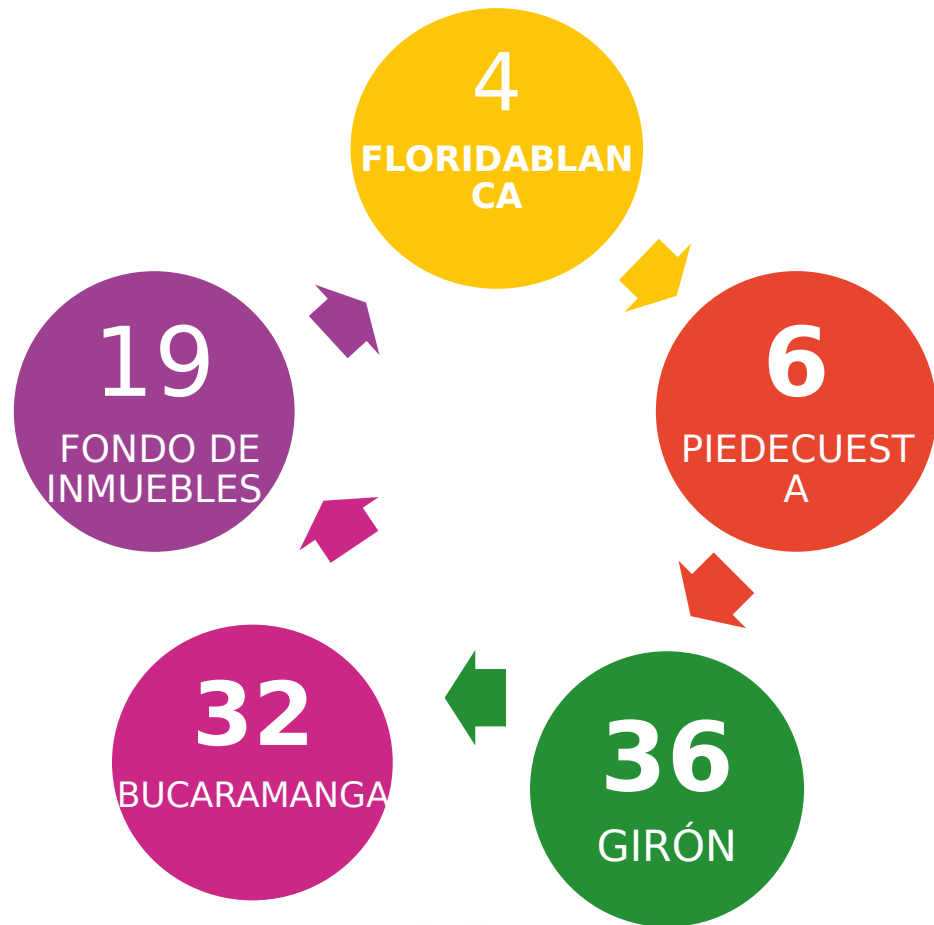 4
FLORIDABLAN
CA
6
PIEDECUEST
A
36
GIRÓN
32
BUCARAMANGA
19
FONDO DE
INMUEBLES